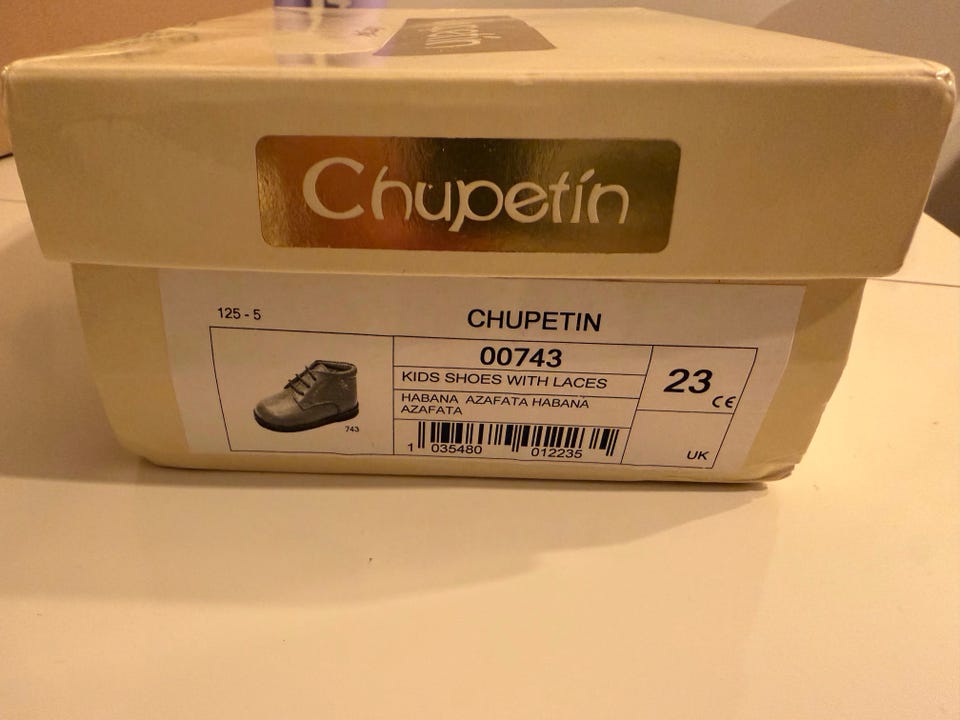 Chupetín
125 - 5
CHUPETIN
00743
KIDS SHOES WITH LACES
HABANA AZAFATA HABANA
AZAFATA
23
CE
743
1 035480 012235
UK